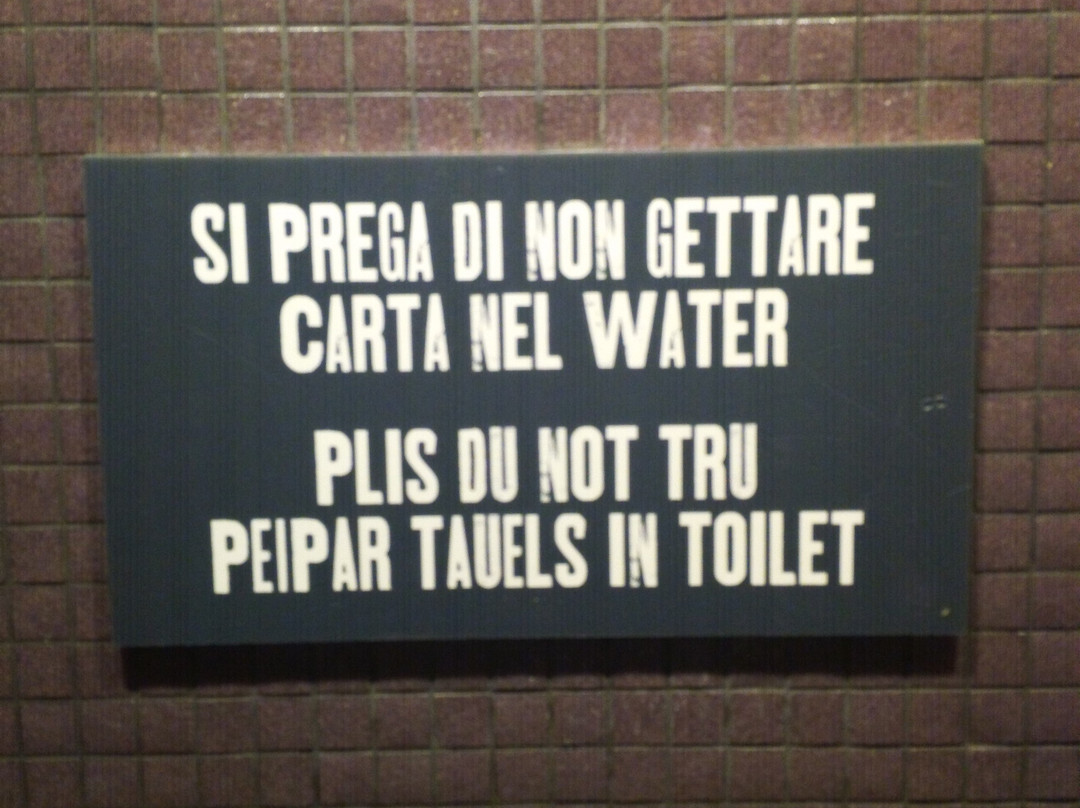 SI PREGA DI NON GETTARE
CARTA NEL WATER
PLIS DU NOT TRU
PEIPAR TAUELS IN TOILET